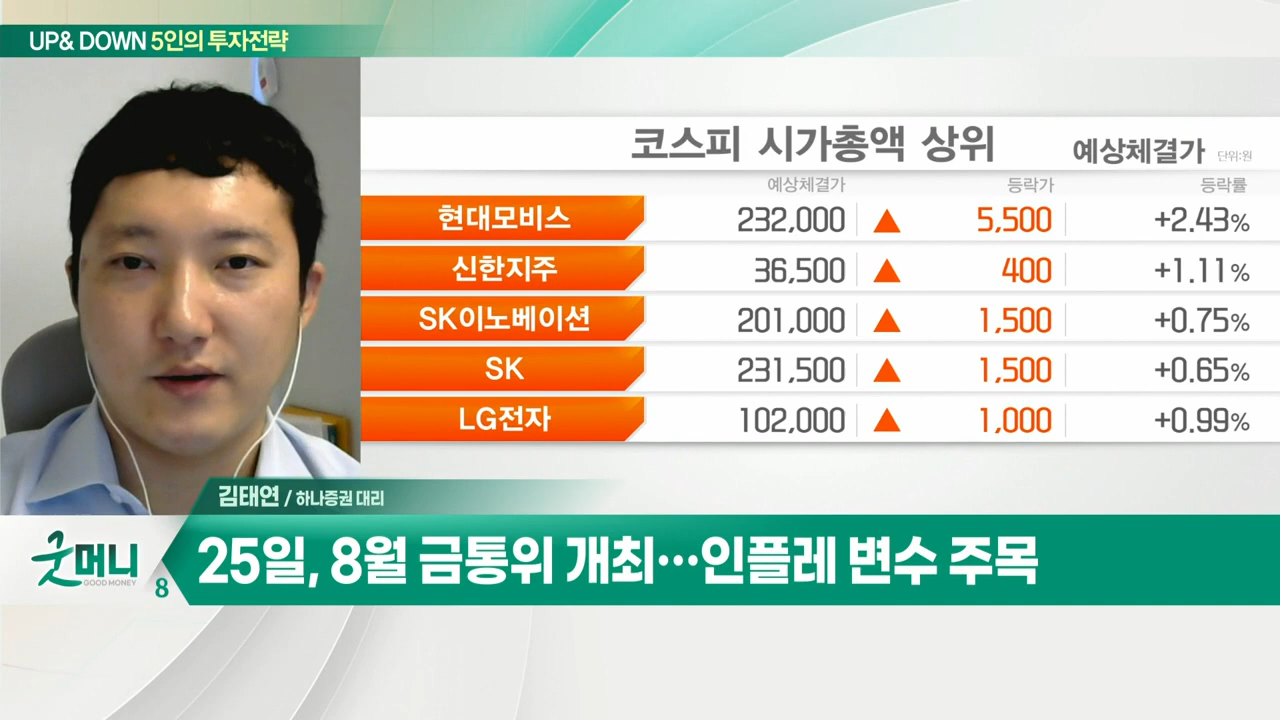 UP& DOWN 5인의 투자전략
코스피 시가총액 상위 예상체결가 단위:원
예상체결가 등락가 등락률
현대모비스 232,000 ▲ 5,500 +2.43%
신한지주 36,500 ▲ 400 +1.11%
SK이노베이션 201,000 ▲ 1,500 +0.75%
SK 231,500 ▲ 1,500 +0.65%
LG전자 102,000 ▲ 1,000 +0.99%
김태연 / 하나증권 대리
굿머니
GOOD MONEY
8
25일, 8월 금통위 개최…인플레 변수 주목